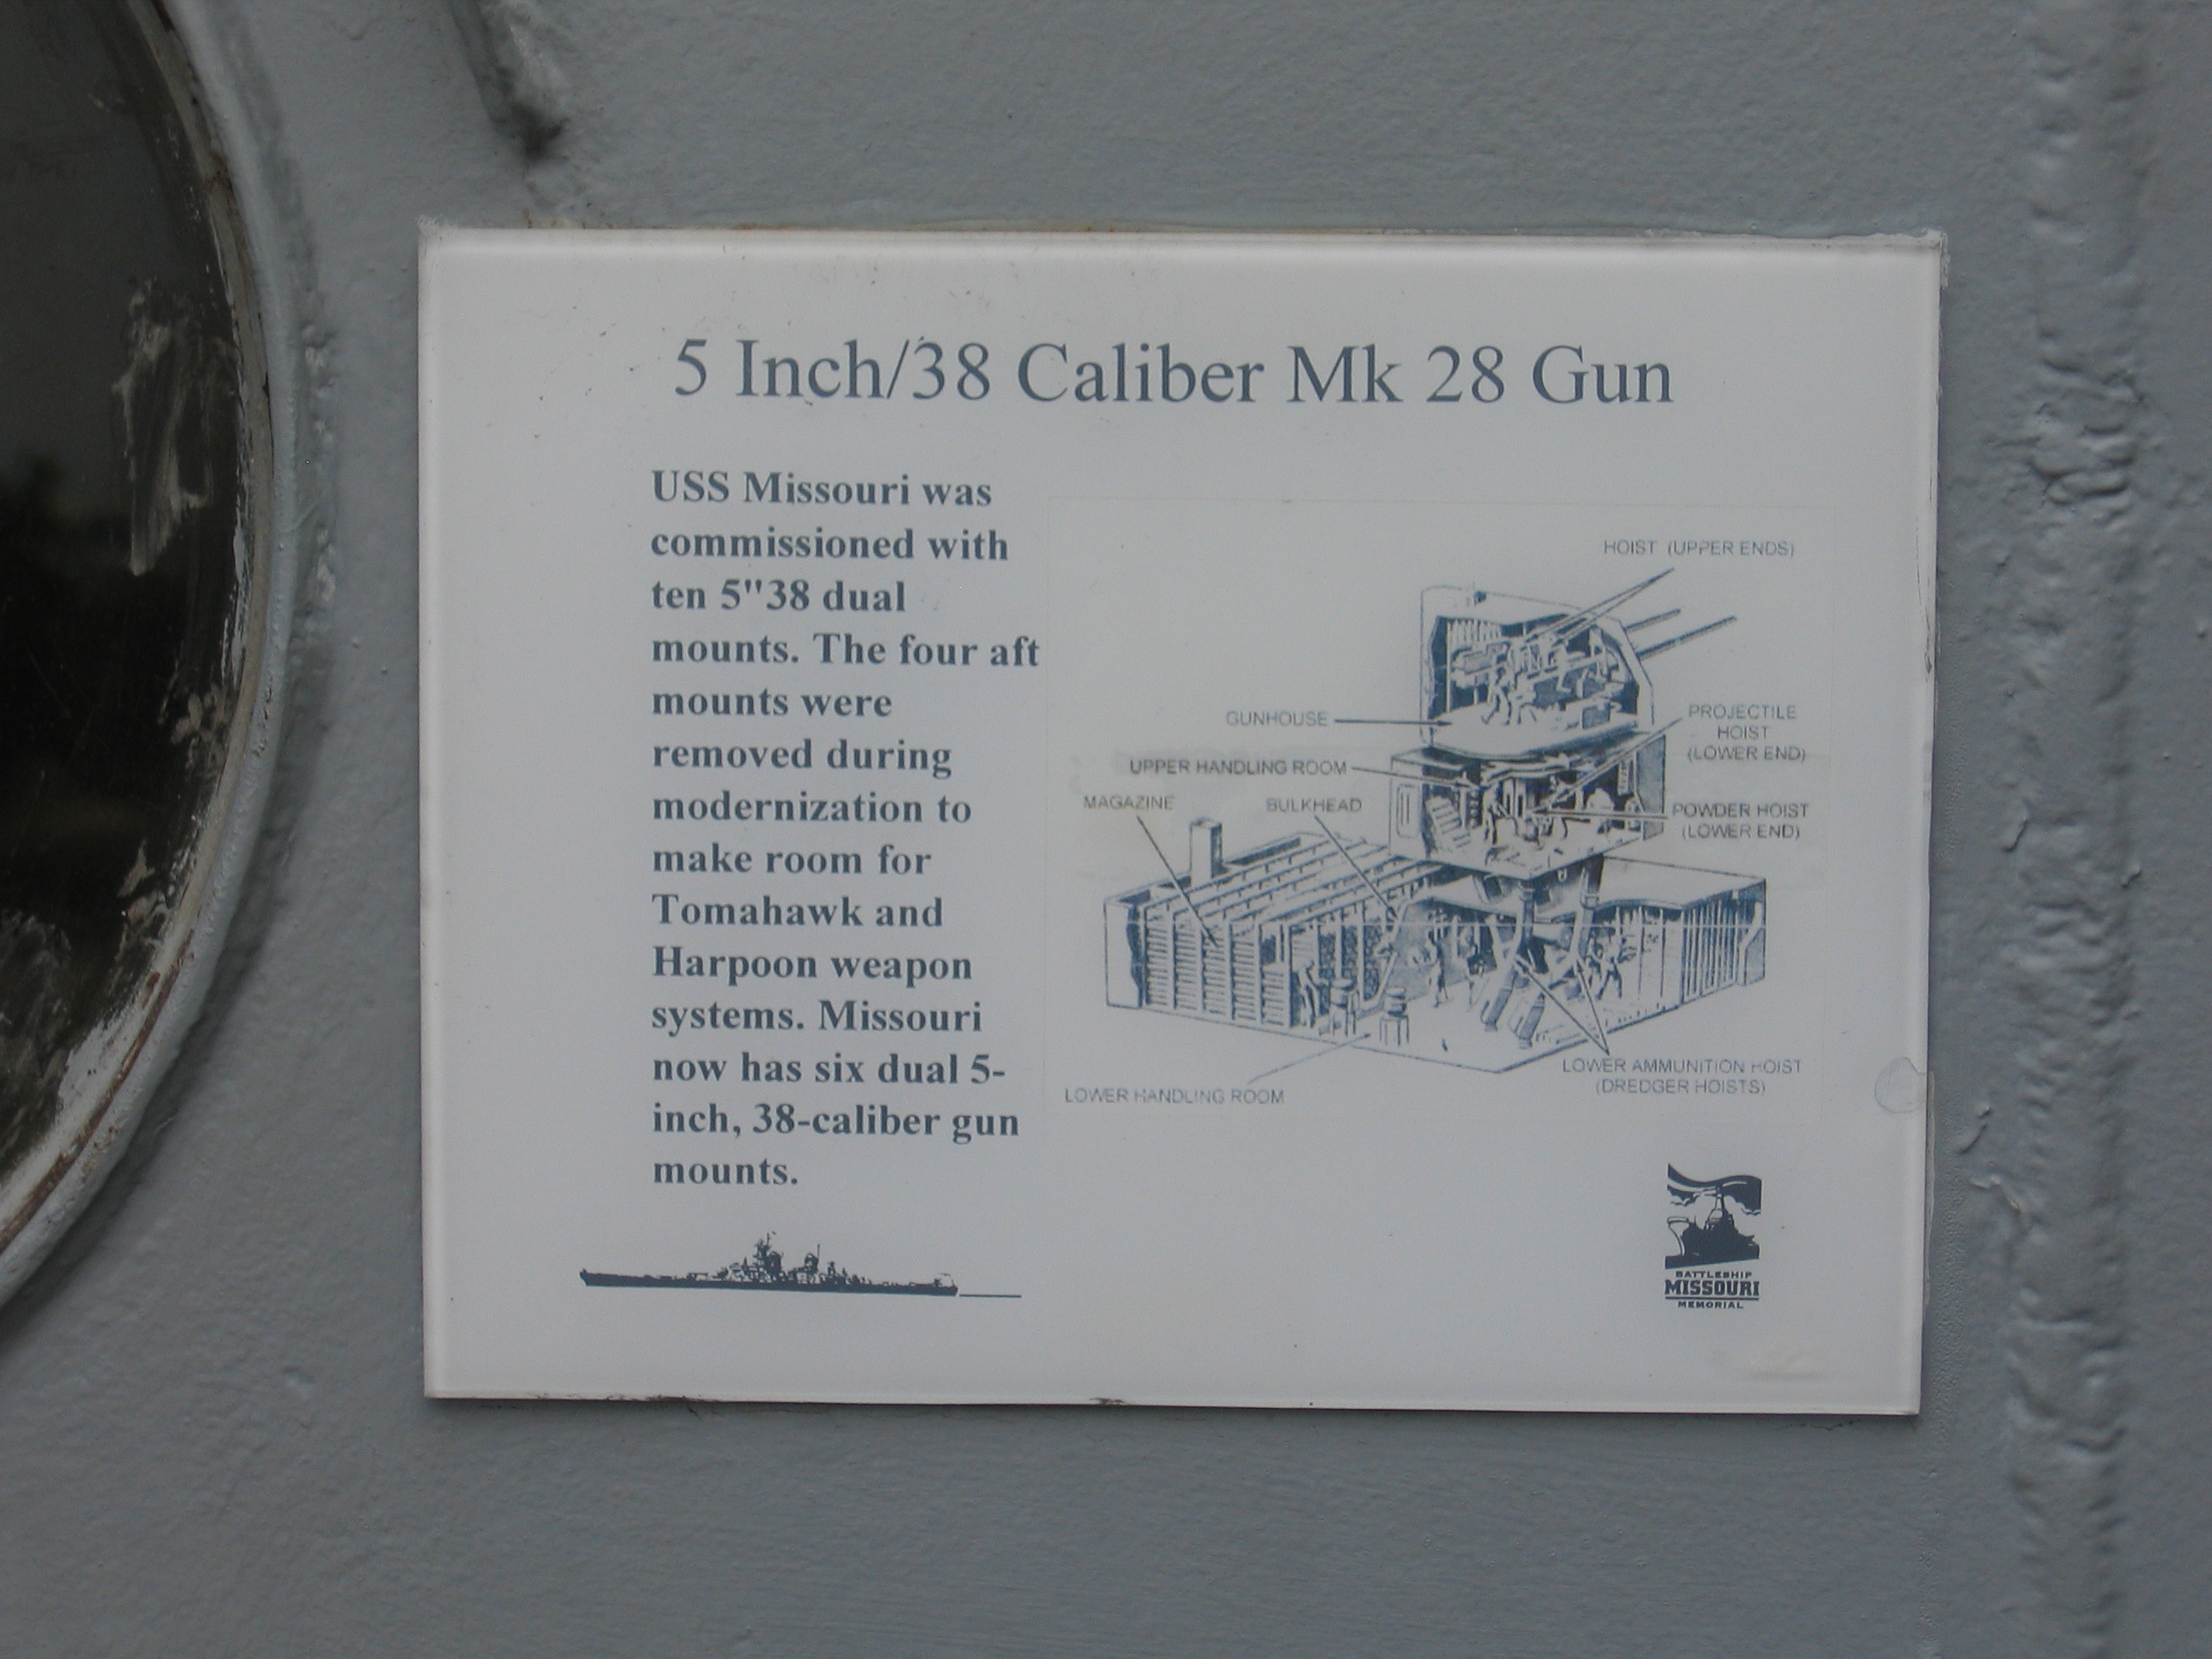 5 Inch/38 Caliber Mk 28 Gun
USS Missouri was
commissioned with
ten 5"38 dual
mounts. The four aft
mounts were
removed during
modernization to
make room for
Tomahawk and
Harpoon weapon
systems. Missouri
now has six dual 5-
inch, 38-caliber gun
mounts.
HOIST (UPPER ENDS)
GUNHOUSE
PROJECTILE
HOIST
(LOWER END)
UPPER HANDLING ROOM
MAGAZINE
BULKHEAD
POWDER HOIST
(LOWER END)
LOWER AMMUNITION HOIST
(DREDGER HOISTS)
LOWER HANDLING ROOM
BATTLESHIP
MISSOURI
MEMORIAL